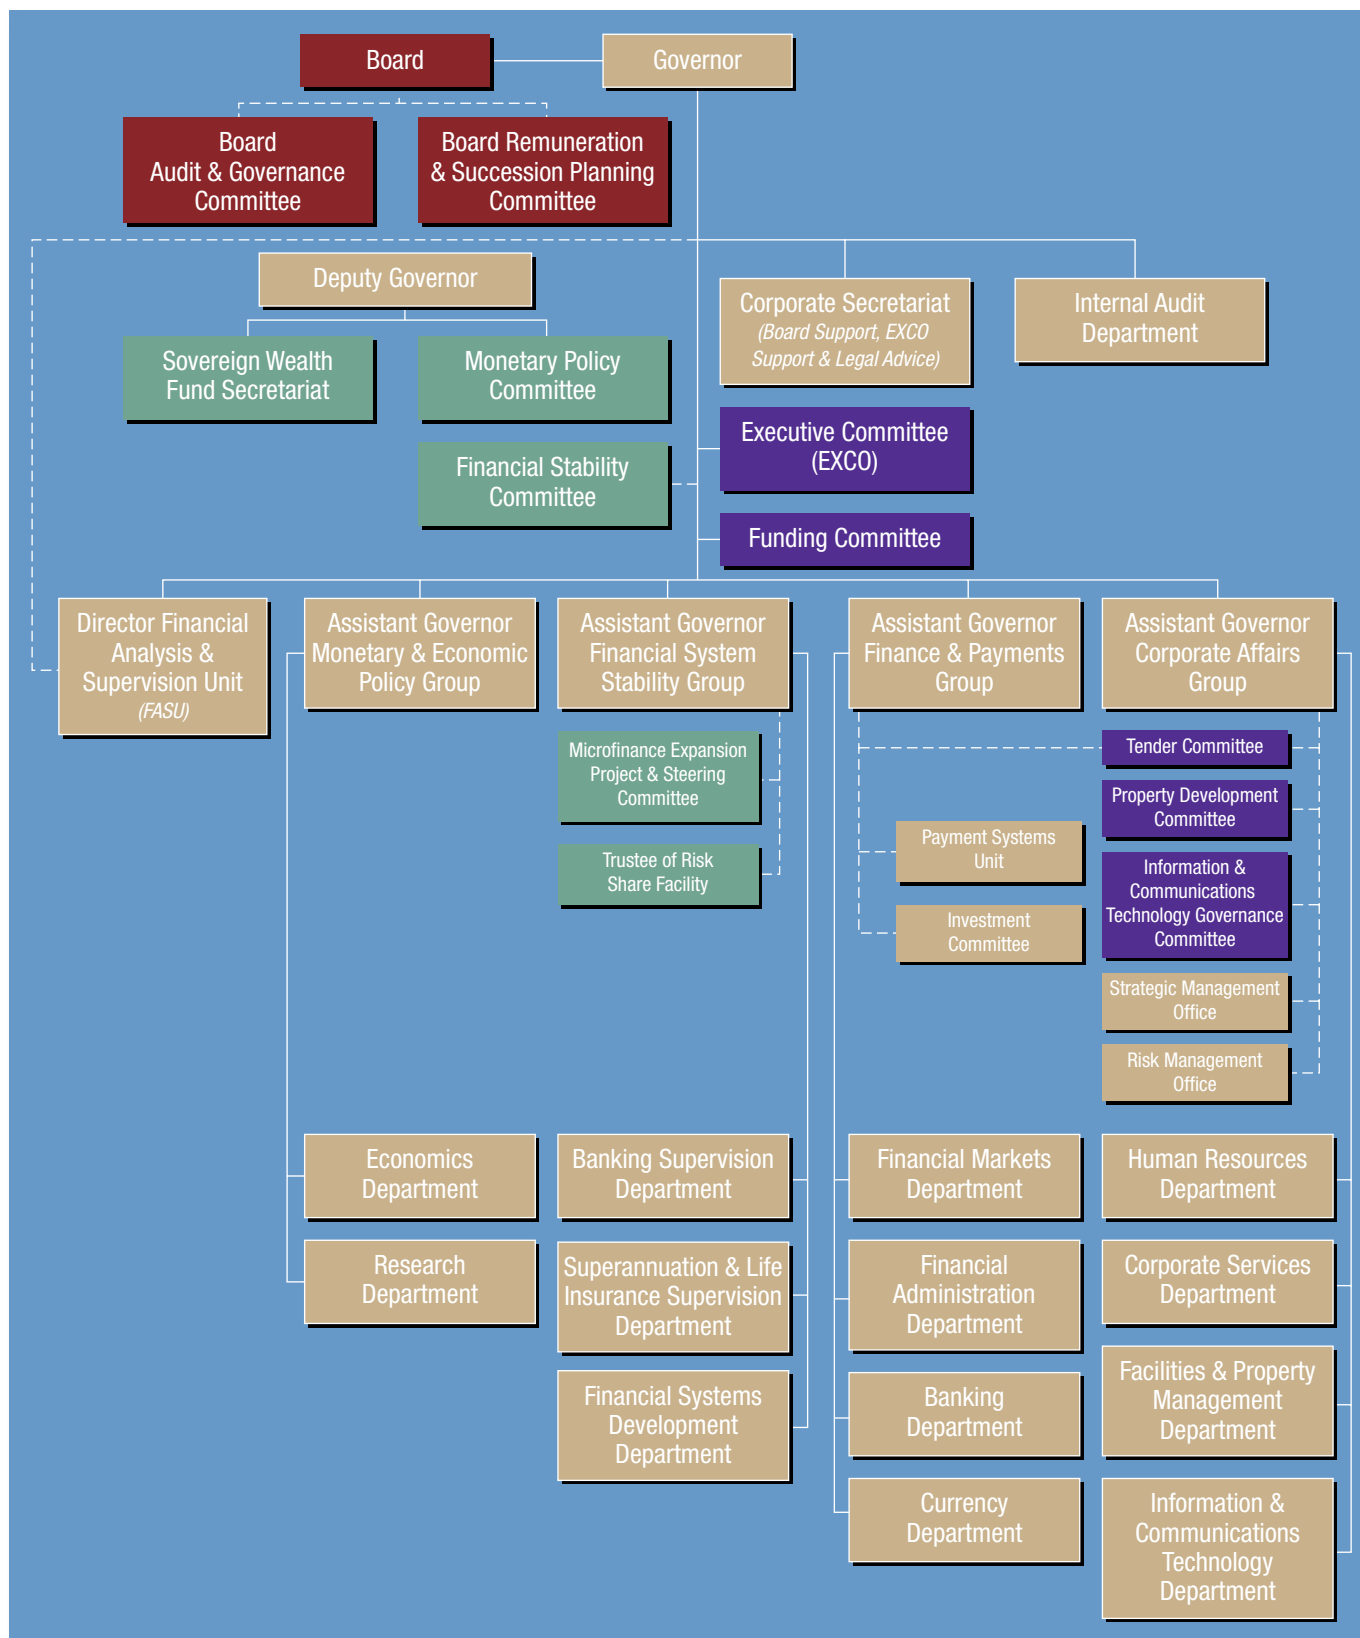 Board
Governor
Board
Audit & Governance
Committee
Board Remuneration
& Succession Planning
Committee
Deputy Governor
Corporate Secretariat
(Board Support, EXCO
Support & Legal Advice)
Internal Audit
Department
Sovereign Wealth
Fund Secretariat
Monetary Policy
Committee
Executive Committee
(EXCO)
Financial Stability
Committee
Funding Committee
Director Financial
Analysis &
Supervision Unit
(FASU)
Assistant Governor
Monetary & Economic
Policy Group
Assistant Governor
Financial System
Stability Group
Assistant Governor
Finance & Payments
Group
Assistant Governor
Corporate Affairs
Group
Microfinance Expansion
Project & Steering
Committee
Trustee of Risk
Share Facility
Payment Systems
Unit
Investment
Committee
Tender Committee
Property Development
Committee
Information &
Communications
Technology Governance
Committee
Strategic Management
Office
Risk Management
Office
Economics
Department
Research
Department
Banking Supervision
Department
Superannuation & Life
Insurance Supervision
Department
Financial Systems
Development
Department
Financial Markets
Department
Financial
Administration
Department
Banking
Department
Currency
Department
Human Resources
Department
Corporate Services
Department
Facilities & Property
Management
Department
Information &
Communications
Technology
Department